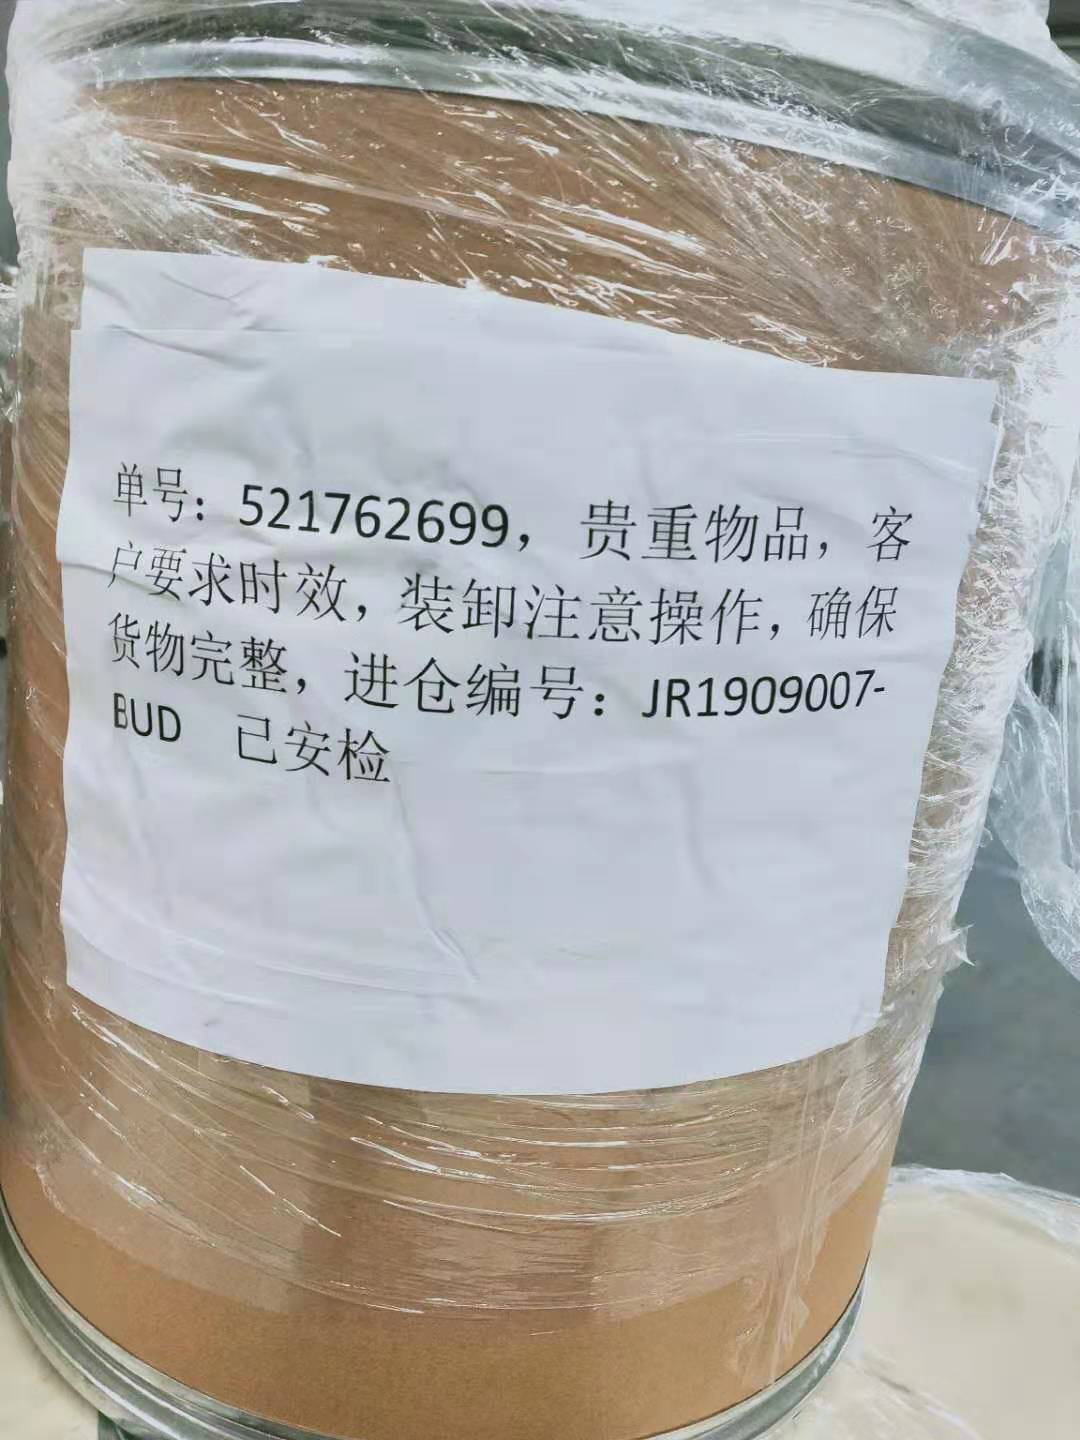 单号：521762699，贵重物品，客
户要求时效，装卸注意操作，确保
货物完整，进仓编号：JR1909007-
BUD 已安检